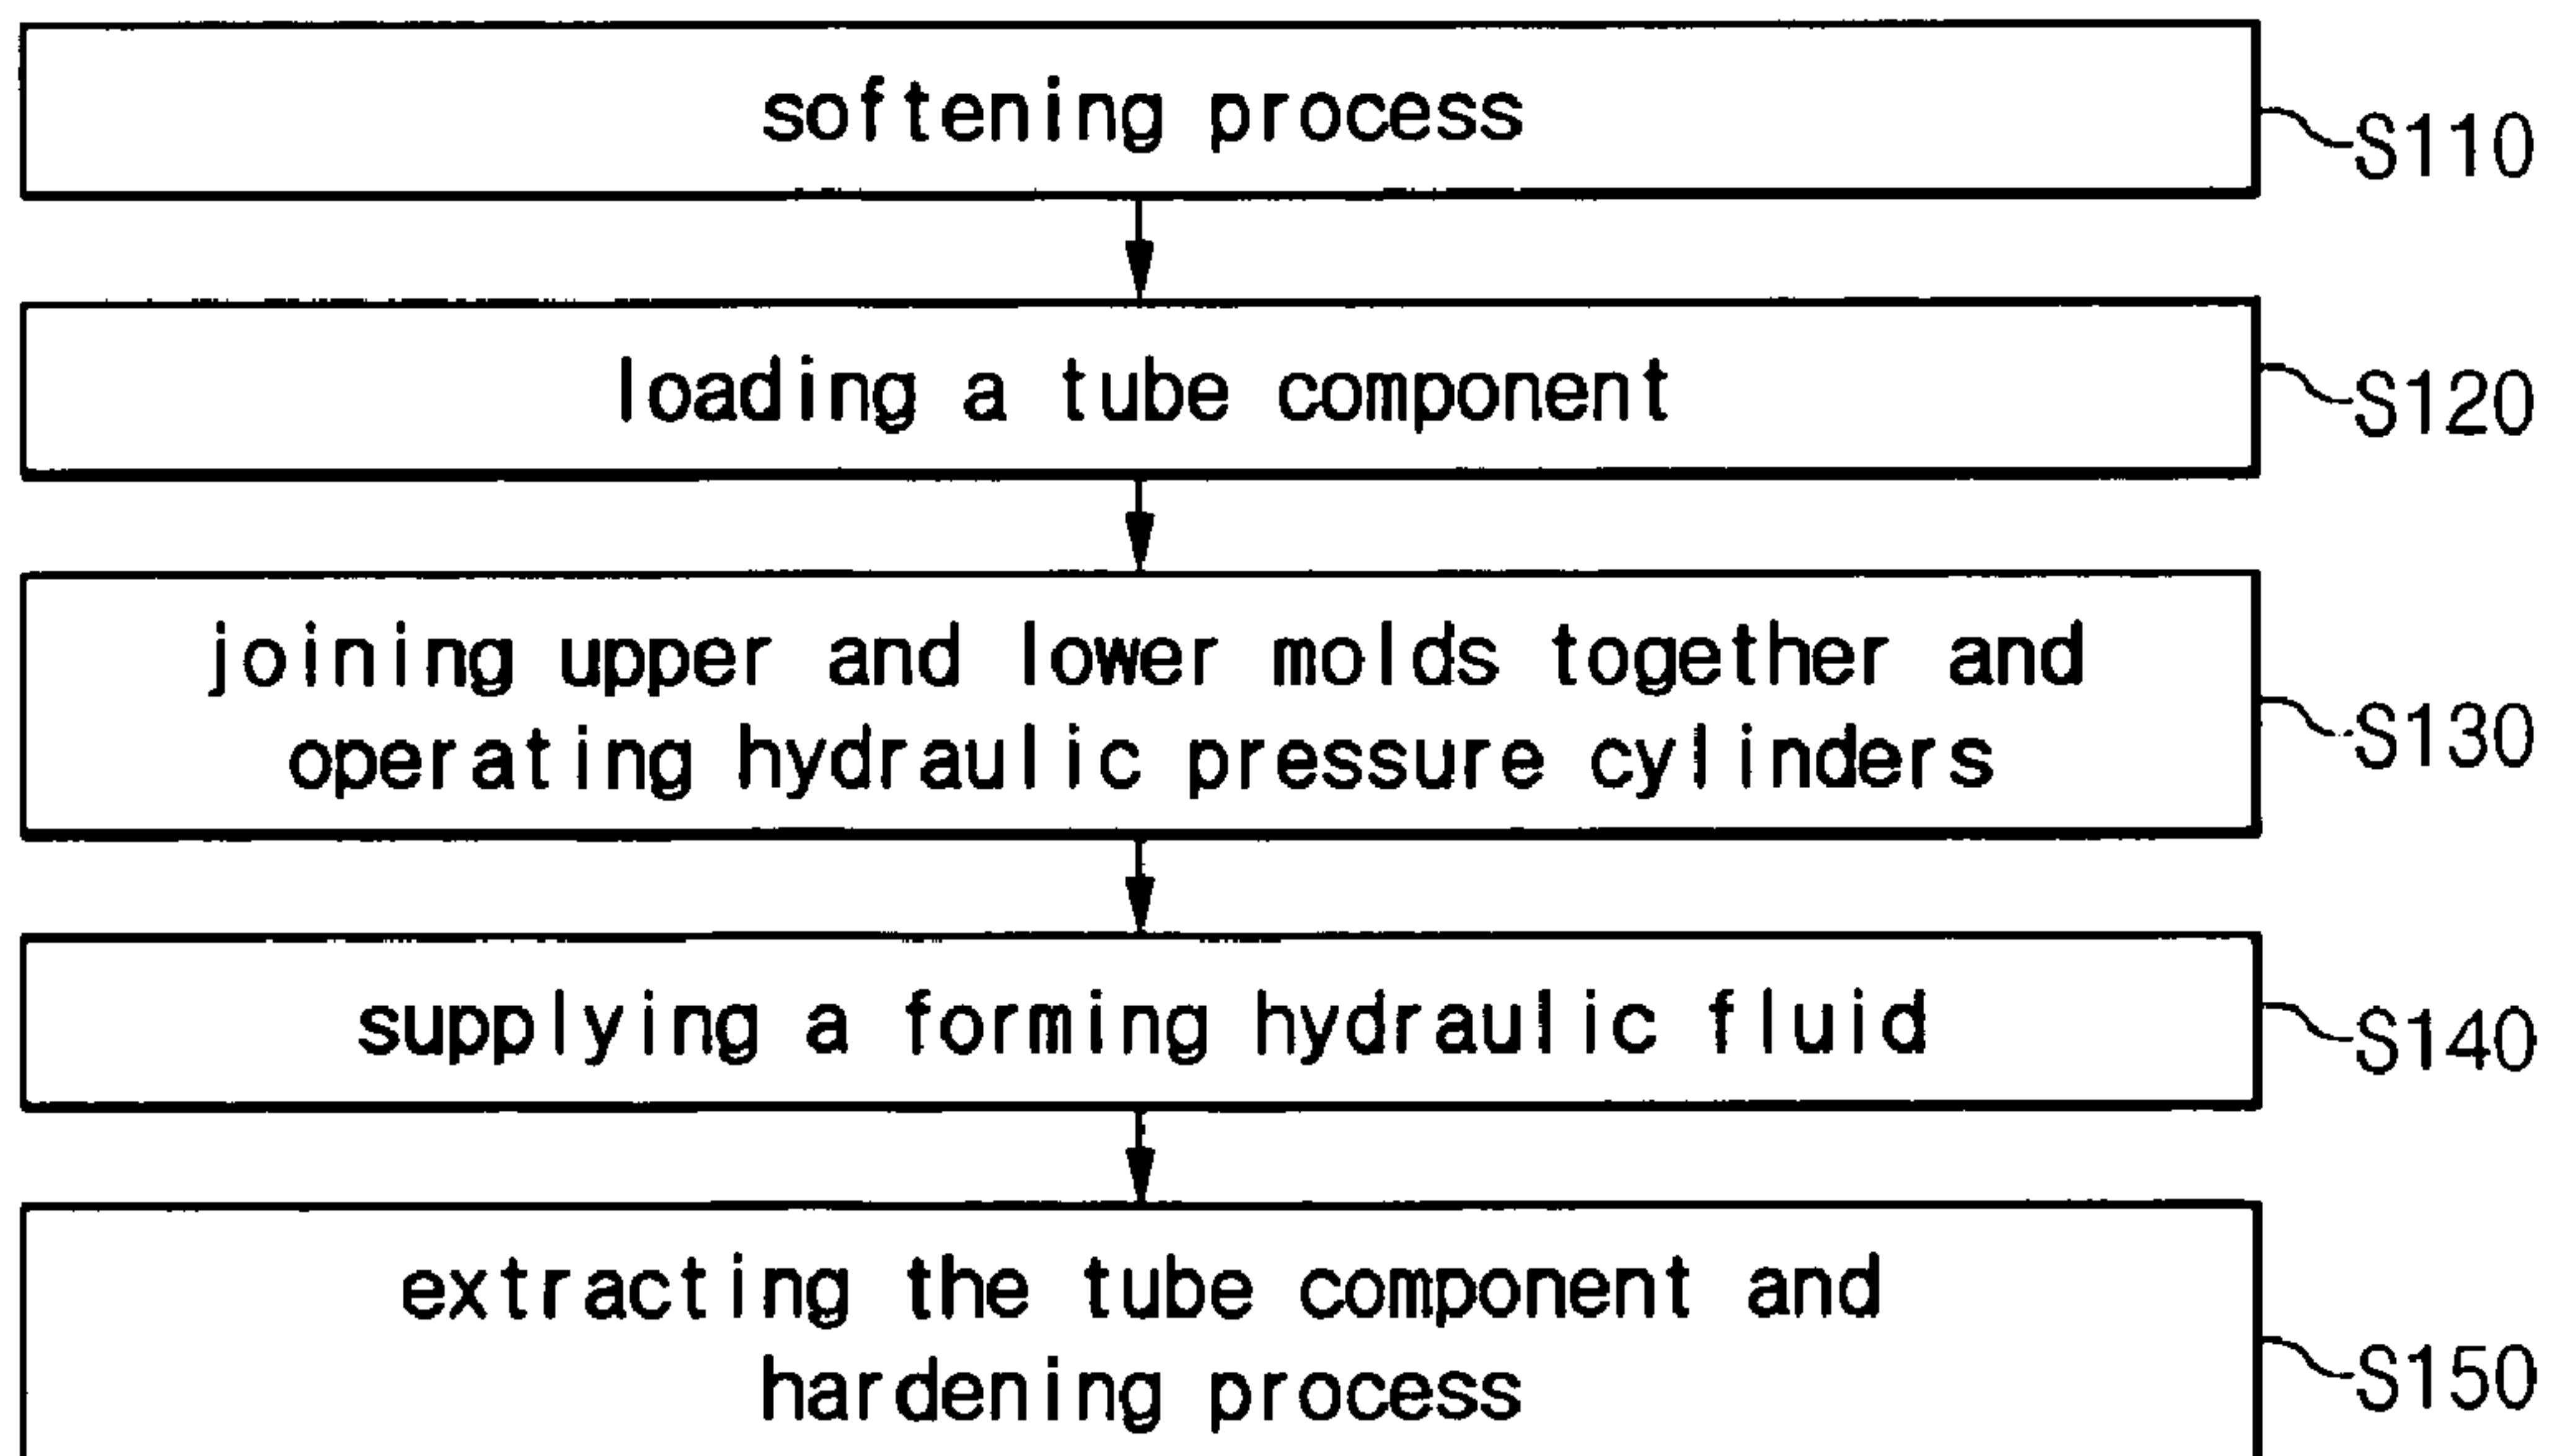 softening process
S110
loading a tube component
S120
joining upper and lower molds together and
operating hydraulic pressure cylinders
S130
supplying a forming hydraulic fluid
S140
extracting the tube component and
hardening process
S150